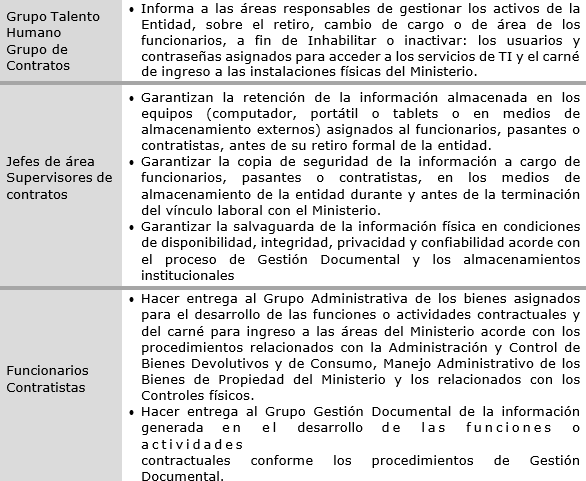 Grupo Talento
Humano
Grupo de
Contratos
• Informa a las áreas responsables de gestionar los activos de la
Entidad, sobre el retiro, cambio de cargo o de área de los
funcionarios, a fin de Inhabilitar o inactivar: los usuarios y
contraseñas asignados para acceder a los servicios de TI y el carné
de ingreso a las instalaciones físicas del Ministerio.
Jefes de área
Supervisores de
contratos
• Garantizan la retención de la información almacenada en los
equipos (computador, portátil o tablets o en medios de
almacenamiento externos) asignados al funcionarios, pasantes o
contratistas, antes de su retiro formal de la entidad.
• Garantizar la copia de seguridad de la información a cargo de
funcionarios, pasantes o contratistas, en los medios de
almacenamiento de la entidad durante y antes de la terminación
del vínculo laboral con el Ministerio.
• Garantizar la salvaguarda de la información física en condiciones
de disponibilidad, integridad, privacidad y confiabilidad acorde con
el proceso de Gestión Documental y los almacenamientos
institucionales
Funcionarios
Contratistas
• Hacer entrega al Grupo Administrativa de los bienes asignados
para el desarrollo de las funciones o actividades contractuales y
del carné para ingreso a las áreas del Ministerio acorde con los
procedimientos relacionados con la Administración y Control de
Bienes Devolutivos y de Consumo, Manejo Administrativo de los
Bienes de Propiedad del Ministerio y los relacionados con los
Controles físicos.
• Hacer entrega al Grupo Gestión Documental de la información
generada en el desarrollo de las funciones o
actividades
contractuales conforme los procedimientos de Gestión
Documental.